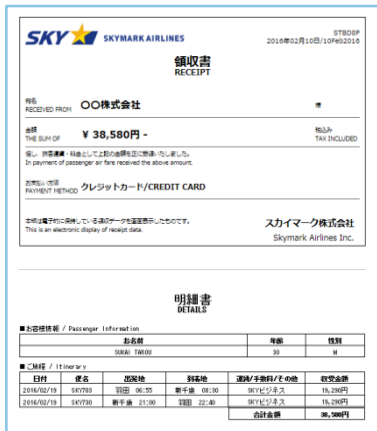 SKY SKYMARK AIRLINES
STBD8P
2016年02月10日/10Feb2016
領収書
RECEIPT
宛名
RECEIVED FROM 〇〇株式会社 様
金額 税込み
THE SUM OF ¥ 38,580円 - TAX INCLUDED
但し、旅客運賃・料金として上記の金額を正に受領いたしました。
In payment of passenger air fare received the above amount.
お支払い方法
PAYMENT METHOD クレジットカード/CREDIT CARD
本紙は電子的に保持している領収データを画面表示したものです。
This is an electronic display of receipt data.
スカイマーク株式会社
Skymark Airlines Inc.
明細書
DETAILS
■お客様情報 / Passenger Information
お名前 年齢 性別
SUKAI TAROU 30 M
■ご旅程 / Itinerary
日付 便名 出発地 到着地 運賃/手数料/その他 収受金額
2016/02/19 SKY703 羽田 06:55 新千歳 08:30 SKYビジネス 19,290円
2016/02/19 SKY730 新千歳 21:00 羽田 22:40 SKYビジネス 19,290円
合計金額 38,580円